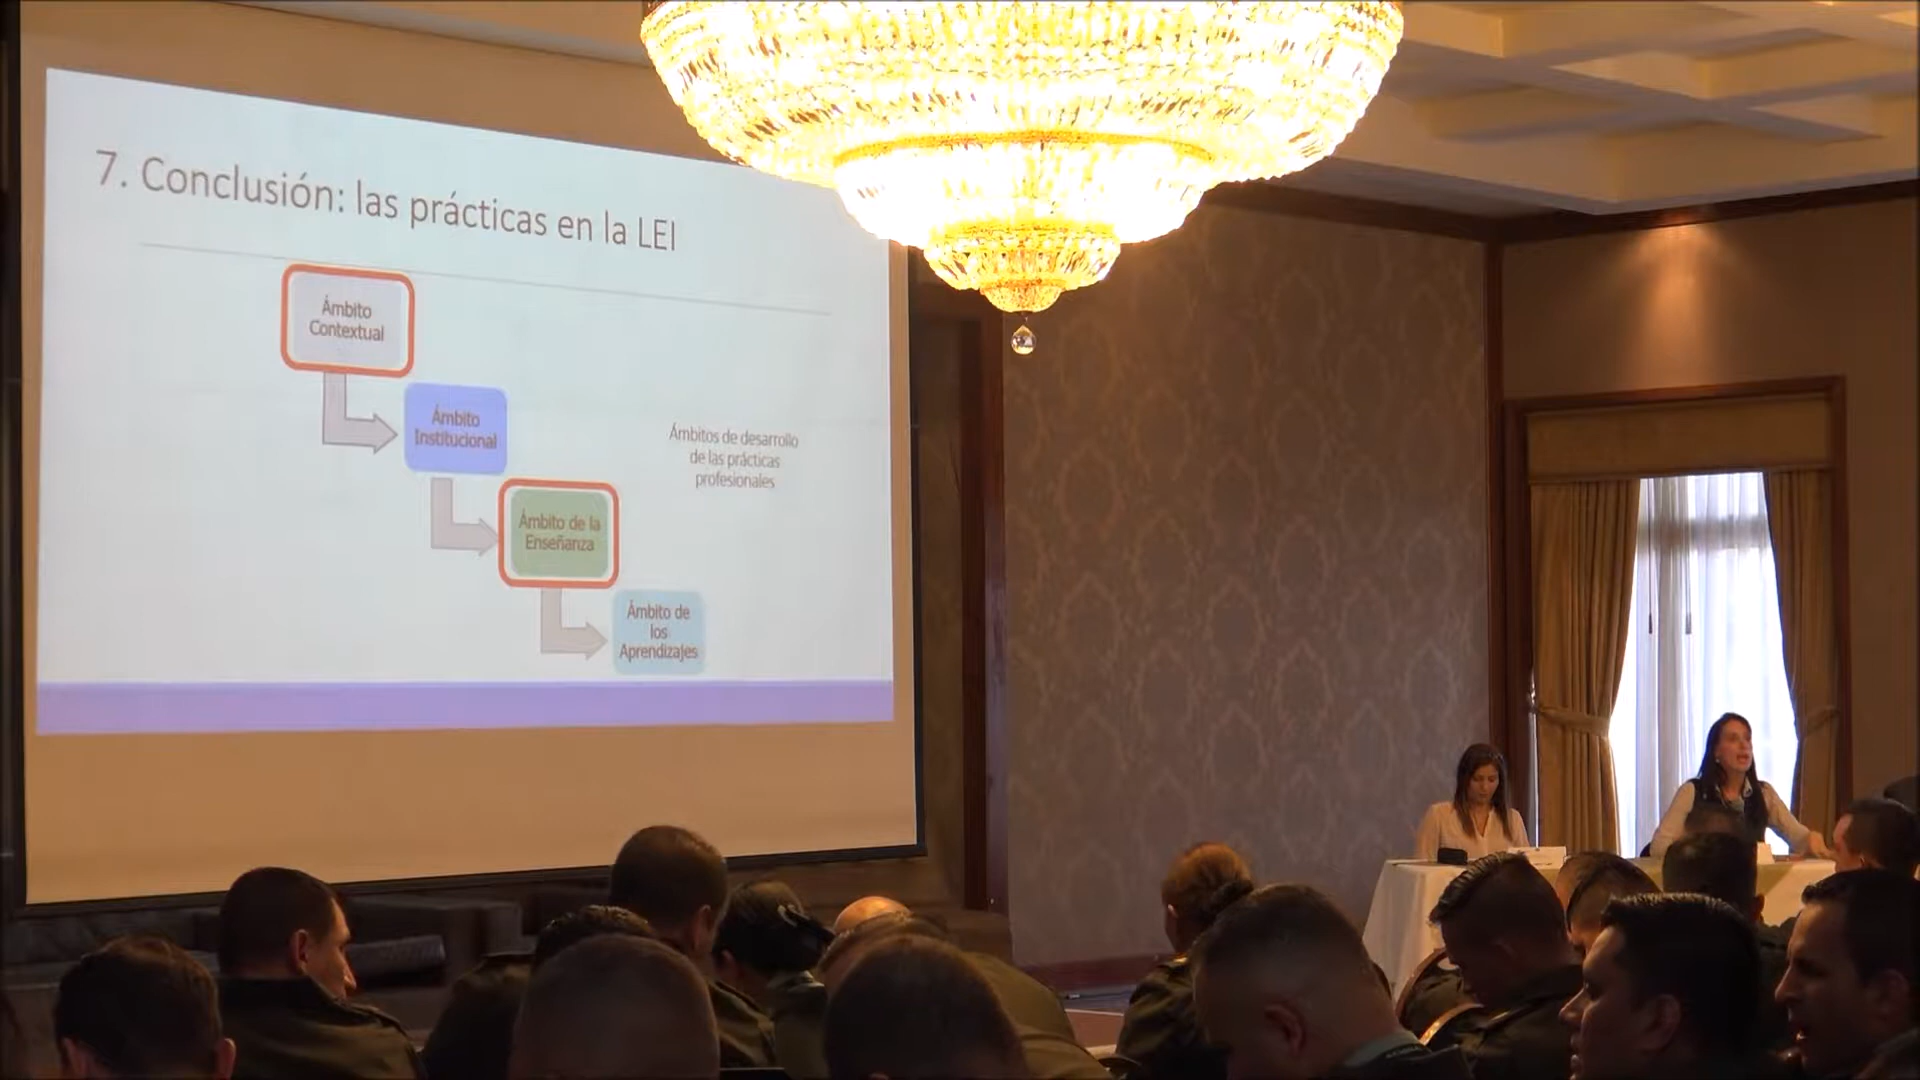 7. Conclusión: las prácticas en la LEI
Ámbito
Contextual
Ámbito
Institucional
Ámbitos de desarrollo
de las prácticas
profesionales
Ámbito de la
Enseñanza
Ámbito de
los
Aprendizajes